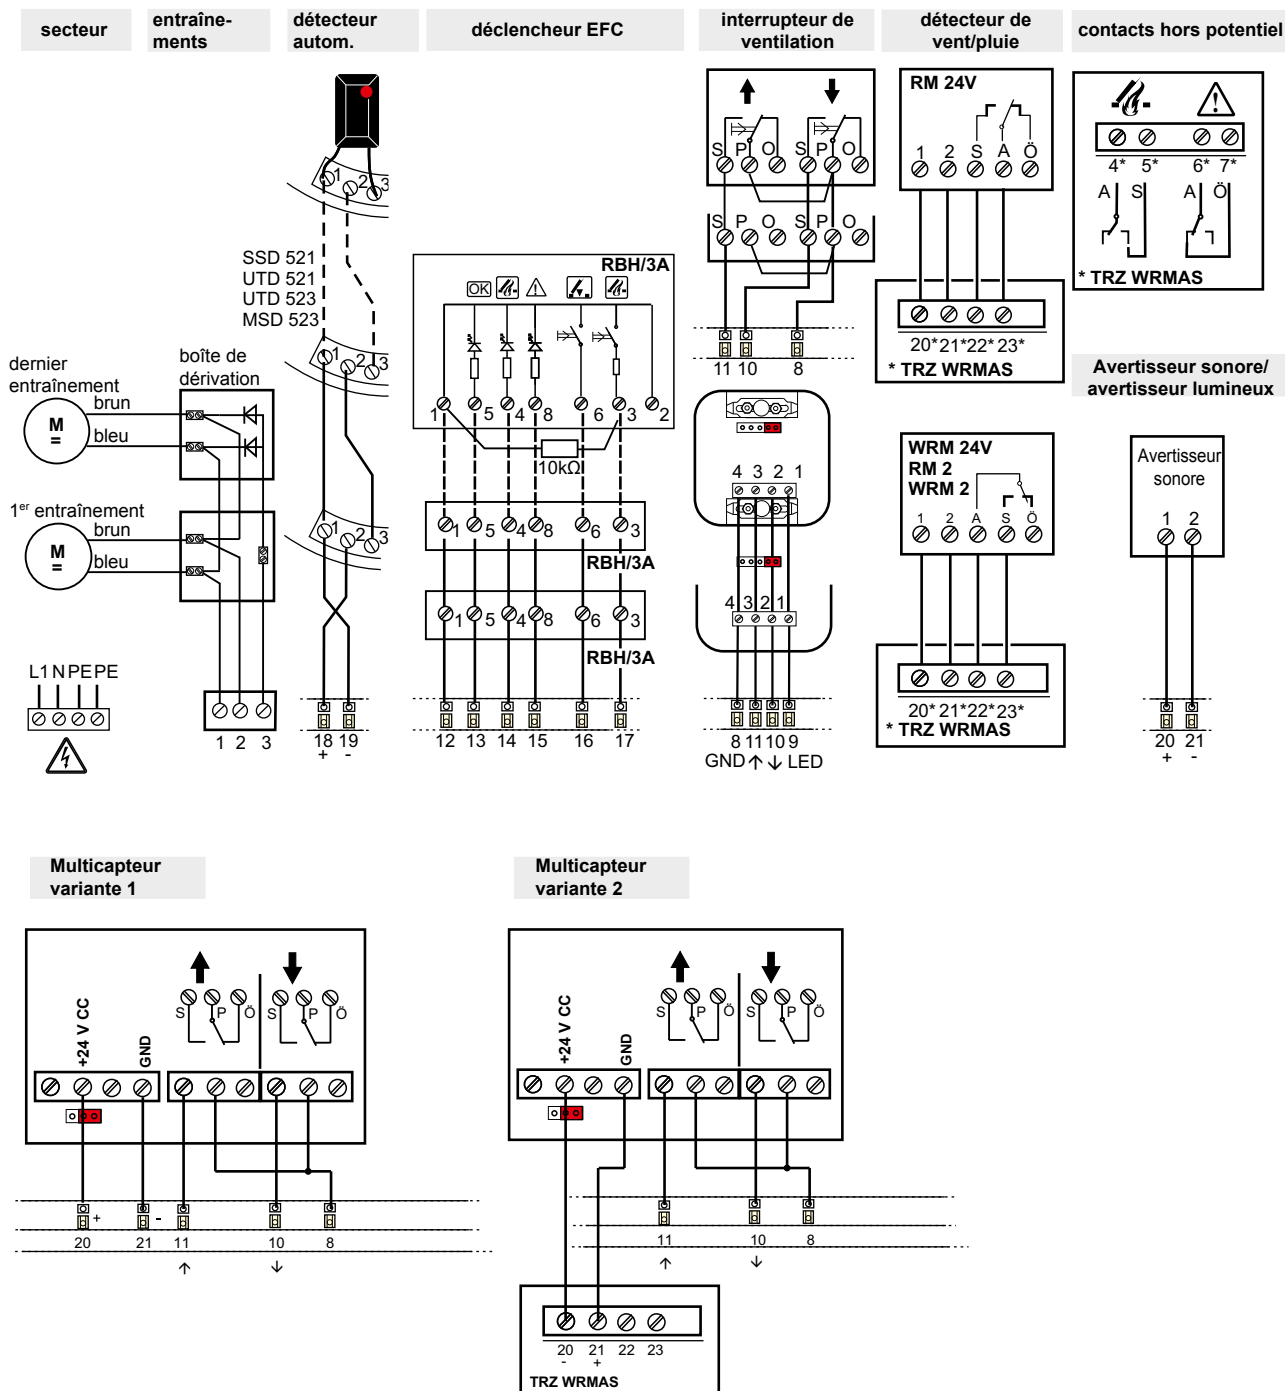 secteur
entraîne-
ments
détecteur
autom.
déclencheur EFC
interrupteur de
ventilation
détecteur de
vent/pluie
contacts hors potentiel
1 2 3
SSD 521
UTD 521
UTD 523
MSD 523
1 2 3
1 2 3
18 19
+ -
dernier
entraînement
brun
M
=
bleu
boîte de
dérivation
1er entraînement
brun
M
=
bleu
L1 N PE PE
1 2 3
RBH/3A
OK
1 5 4 8 6 3 2
10kΩ
1 5 4 8 6 3
RBH/3A
1 5 4 8 6 3
RBH/3A
12 13 14 15 16 17
S P O S P O
S P O S P O
11 10 8
4 3 2 1
4 3 2 1
8 11 10 9
GND ↑ ↓ LED
RM 24V
1 2 S A Ö
20* 21* 22* 23*
* TRZ WRMAS
WRM 24V
RM 2
WRM 2
1 2 A S Ö
20* 21* 22* 23*
* TRZ WRMAS
4* 5* 6* 7*
A S A Ö
* TRZ WRMAS
Avertisseur sonore/
avertisseur lumineux
Avertisseur
sonore
1 2
20 21
+ -
Multicapteur
variante 1
+24 V CC
GND
S P Ö S P Ö
+ -
20 21 11 10 8
↑ ↓
Multicapteur
variante 2
+24 V CC
GND
S P Ö S P Ö
11 10 8
↑ ↓
20 21 22 23
- +
TRZ WRMAS